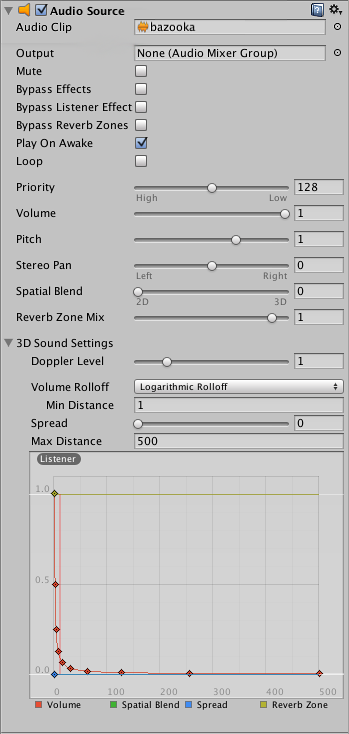 Audio Source
Audio Clip bazooka
Output None (Audio Mixer Group)
Mute
Bypass Effects
Bypass Listener Effect
Bypass Reverb Zones
Play On Awake
Loop
Priority 128
High Low
Volume 1
Pitch 1
Stereo Pan 0
Left Right
Spatial Blend 0
2D 3D
Reverb Zone Mix 1
3D Sound Settings
Doppler Level 1
Volume Rolloff Logarithmic Rolloff
Min Distance 1
Spread 0
Max Distance 500
Listener
1.0
0.5
0.0
0 100 200 300 400 500
Volume Spatial Blend Spread Reverb Zone